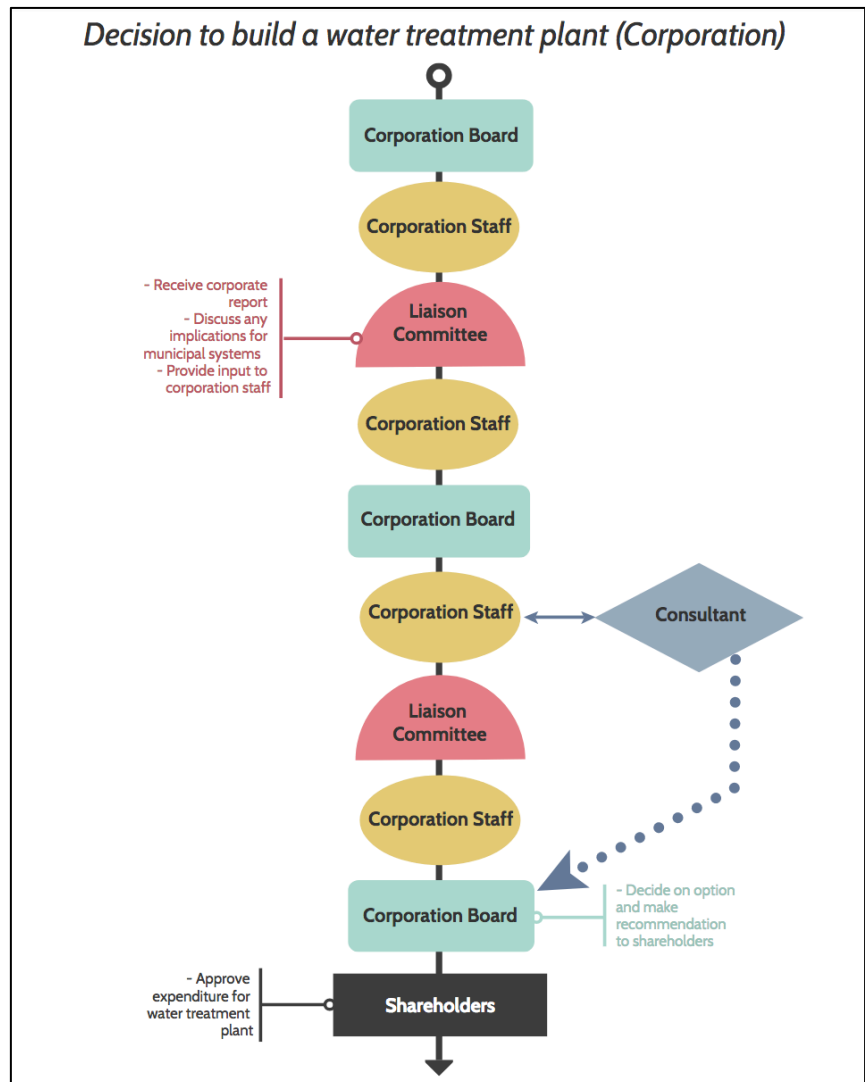 Decision to build a water treatment plant (Corporation)
Corporation Board
Corporation Staff
- Receive corporate
report
- Discuss any
implications for
municipal systems
- Provide input to
corporation staff
Liaison
Committee
Corporation Staff
Corporation Board
Corporation Staff
Consultant
Liaison
Committee
Corporation Staff
Corporation Board
- Decide on option
and make
recommendation
to shareholders
- Approve
expenditure for
water treatment
plant
Shareholders